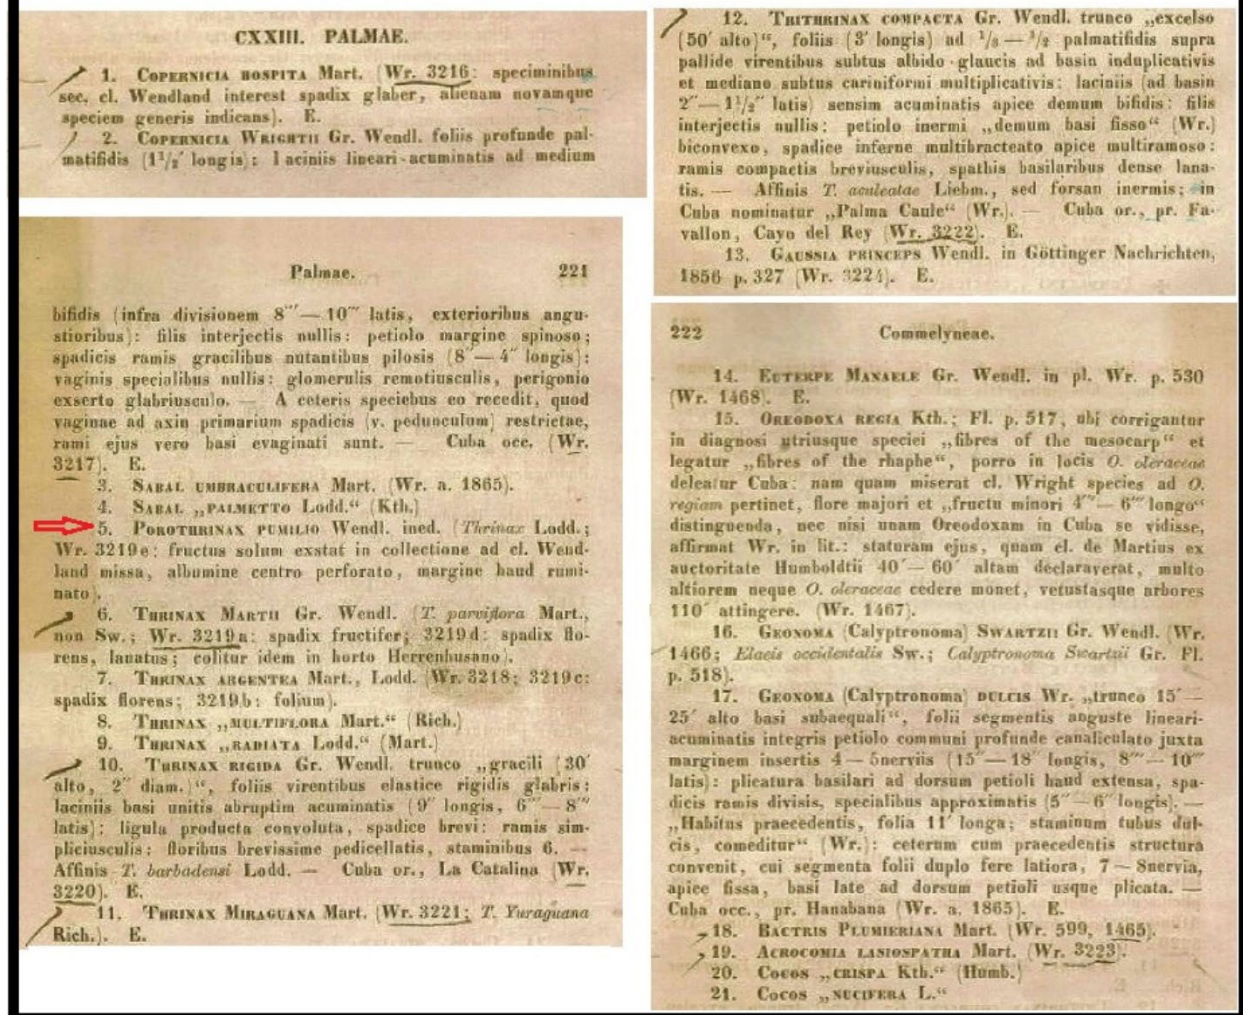 CXXIII. PALMAE.
1. COPERNICIA HOSPITA Mart. (Wr. 3216: speciminibus
sec. cl. Wendland interest spadix glaber, alienam novamque
speciem generis indicans). E.
2. COPERNICIA WRIGHTII Gr. Wendl. foliis profunde pal-
matifidis (1¹/₂′ longis): laciniis lineari-acuminatis ad medium
Palmae. 221
bifidis (infra divisionem 8‴—10‴ latis, exterioribus angu-
stioribus): filis interjectis nullis: petiolo margine spinoso;
spadicis ramis gracilibus nutantibus pilosis (8″—4″ longis):
vaginis specialibus nullis: glomerulis remotiusculis, perigonio
exserto glabriusculo. — A ceteris speciebus eo recedit, quod
vaginae ad axin primarium spadicis (v. pedunculum) restrictae,
rami ejus vero basi evaginati sunt. — Cuba occ. (Wr.
3217). E.
3. SABAL UMBRACULIFERA Mart. (Wr. a. 1865).
4. SABAL „PALMETTO Lodd.“ (Kth.)
5. POROTHRINAX PUMILIO Wendl. ined. (Thrinax Lodd.;
Wr. 3219e: fructus solum exstat in collectione ad cl. Wend-
land missa, albumine centro perforato, margine haud rumi-
nato).
6. THRINAX MARTII Gr. Wendl. (T. parviflora Mart.,
non Sw.; Wr. 3219a: spadix fructifer; 3219d: spadix flo-
rens, lanatus; colitur idem in horto Herrenhusano).
7. THRINAX ARGENTEA Mart., Lodd. (Wr. 3218; 3219c:
spadix florens; 3219b: folium).
8. THRINAX „MULTIFLORA Mart.“ (Rich.)
9. THRINAX „RADIATA Lodd.“ (Mart.)
10. THRINAX RIGIDA Gr. Wendl. trunco „gracili (30′
alto, 2″ diam.)“, foliis virentibus elastice rigidis glabris:
laciniis basi unitis abruptim acuminatis (9″ longis, 6‴—8‴
latis): ligula producta convoluta, spadice brevi: ramis sim-
pliciusculis: floribus brevissime pedicellatis, staminibus 6. —
Affinis T. barbadensi Lodd. — Cuba or., La Catalina (Wr.
3220). E.
11. THRINAX MIRAGUANA Mart. (Wr. 3221; T. Yuraguana
Rich.). E.
12. TRITHRINAX COMPACTA Gr. Wendl. trunco „excelso
(50′ alto)“, foliis (3′ longis) ad ¹/₃—¹/₂ palmatifidis supra
pallide virentibus subtus albido-glaucis ad basin induplicativis
et mediano subtus cariniformi multiplicativis: laciniis (ad basin
2″—1¹/₂″ latis) sensim acuminatis apice demum bifidis: filis
interjectis nullis: petiolo inermi „demum basi fisso“ (Wr.)
biconvexo, spadice inferne multibracteato apice multiramoso:
ramis compactis breviusculis, spathis basilaribus dense lana-
tis. — Affinis T. aculeatae Liebm., sed forsan inermis; in
Cuba nominatur „Palma Caule“ (Wr.). — Cuba or., pr. Fa-
vallon, Cayo del Rey (Wr. 3222). E.
13. GAUSSIA PRINCEPS Wendl. in Göttinger Nachrichten,
1856 p. 327 (Wr. 3224). E.
222 Commelyneae.
14. EUTERPE MANAELE Gr. Wendl. in pl. Wr. p. 530
(Wr. 1468). E.
15. OREODOXA REGIA Kth.; Fl. p. 517, ubi corrigantur
in diagnosi utriusque speciei „fibres of the mesocarp“ et
legatur „fibres of the rhaphe“, porro in locis O. oleraceae
deleatur Cuba: nam quam miserat cl. Wright species ad O.
regiam pertinet, flore majori et „fructu minori 4‴—6‴ longo“
distinguenda, nec nisi unam Oreodoxam in Cuba se vidisse,
affirmat Wr. in lit.: staturam ejus, quam cl. de Martius ex
auctoritate Humboldtii 40′—60′ altam declaraverat, multo
altiorem neque O. oleraceae cedere monet, vetustasque arbores
110′ attingere. (Wr. 1467).
16. GEONOMA (Calyptronoma) SWARTZII Gr. Wendl. (Wr.
1466; Elaeis occidentalis Sw.; Calyptronoma Swartzii Gr. Fl.
p. 518).
17. GEONOMA (Calyptronoma) DULCIS Wr. „trunco 15′—
25′ alto basi subaequali“, folii segmentis anguste lineari-
acuminatis integris petiolo communi profunde canaliculato juxta
marginem insertis 4—5nerviis (15″—18″ longis, 8‴—10‴
latis): plicatura basilari ad dorsum petioli haud extensa, spa-
dicis ramis divisis, specialibus approximatis (5″—6″ longis). —
„Habitus praecedentis, folia 11′ longa; staminum tubus dul-
cis, comeditur“ (Wr.): ceterum cum praecedentis structura
convenit, cui segmenta folii duplo fere latiora, 7—8nervia,
apice fissa, basi late ad dorsum petioli usque plicata. —
Cuba occ., pr. Hanabana (Wr. a. 1865). E.
18. BACTRIS PLUMIERIANA Mart. (Wr. 599, 1465).
19. ACROCOMIA LASIOSPATHA Mart. (Wr. 3223).
20. COCOS „CRISPA Kth.“ (Humb.)
21. COCOS „NUCIFERA L.“